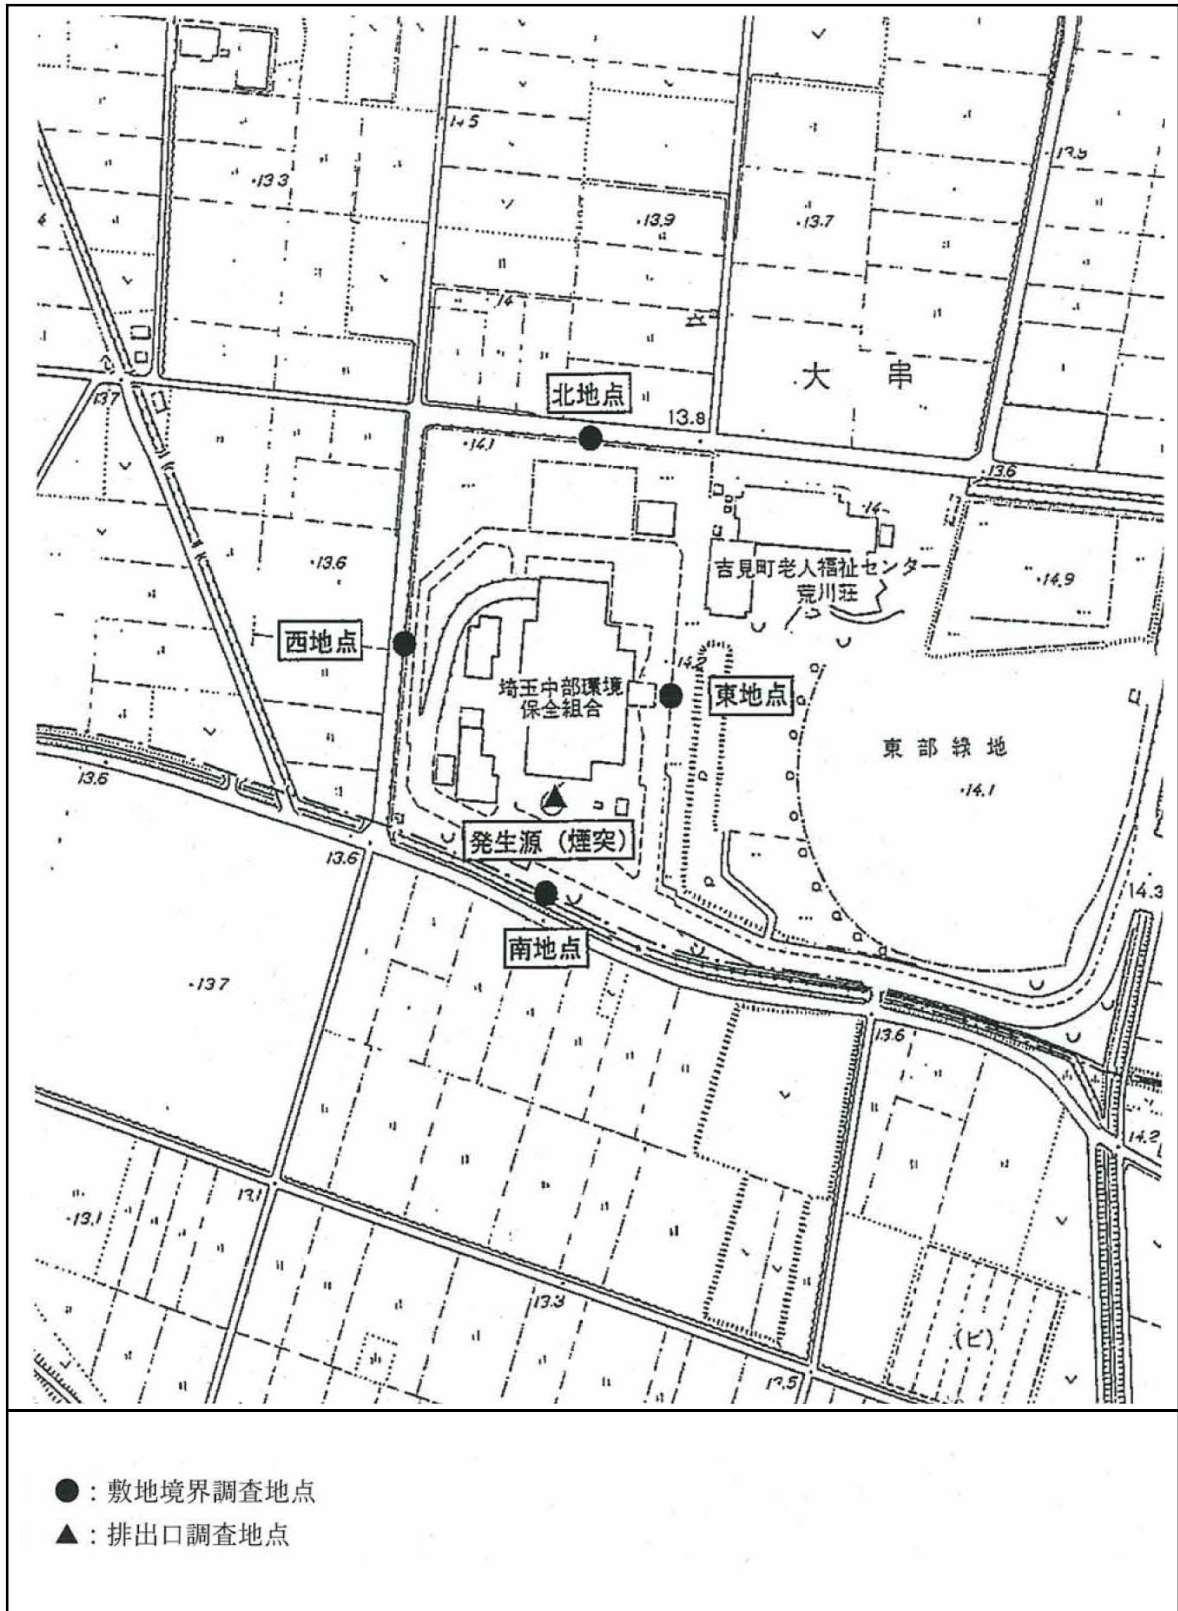 14.5
13.3
13.9
13.7
14
大串
北地点
13.8
13.7
14.1
13.6
14
吉見町老人福祉センター
荒川荘
14.9
13.6
西地点
14.2
埼玉中部環境
保全組合
東地点
東部緑地
14.1
13.6
発生源(煙突)
13.6
南地点
14.3
13.7
13.6
14.2
13.1
13.1
13.3
(ビ)
13.5
●:敷地境界調査地点
▲:排出口調査地点